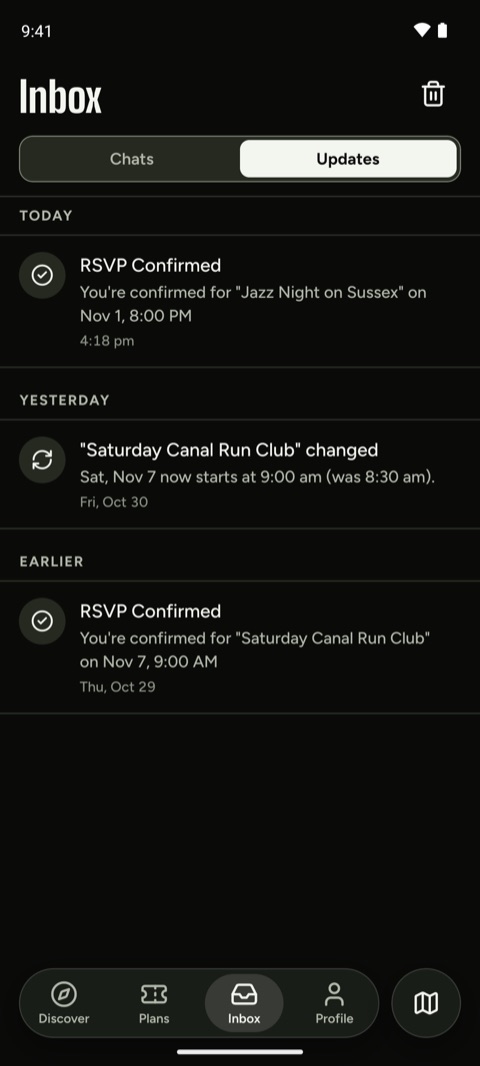 9:41
Inbox
Chats
Updates
TODAY
RSVP Confirmed
You're confirmed for "Jazz Night on Sussex" on
Nov 1, 8:00 PM
4:18 pm
YESTERDAY
"Saturday Canal Run Club" changed
Sat, Nov 7 now starts at 9:00 am (was 8:30 am).
Fri, Oct 30
EARLIER
RSVP Confirmed
You're confirmed for "Saturday Canal Run Club"
on Nov 7, 9:00 AM
Thu, Oct 29
Discover
Plans
Inbox
Profile